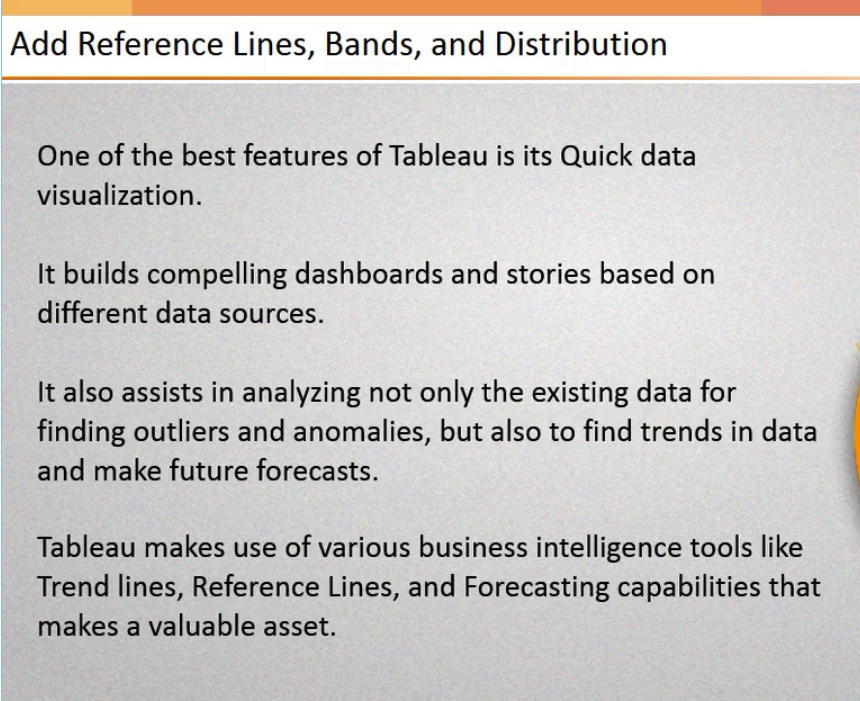 Add Reference Lines, Bands, and Distribution
One of the best features of Tableau is its Quick data
visualization.
It builds compelling dashboards and stories based on
different data sources.
It also assists in analyzing not only the existing data for
finding outliers and anomalies, but also to find trends in data
and make future forecasts.
Tableau makes use of various business intelligence tools like
Trend lines, Reference Lines, and Forecasting capabilities that
makes a valuable asset.